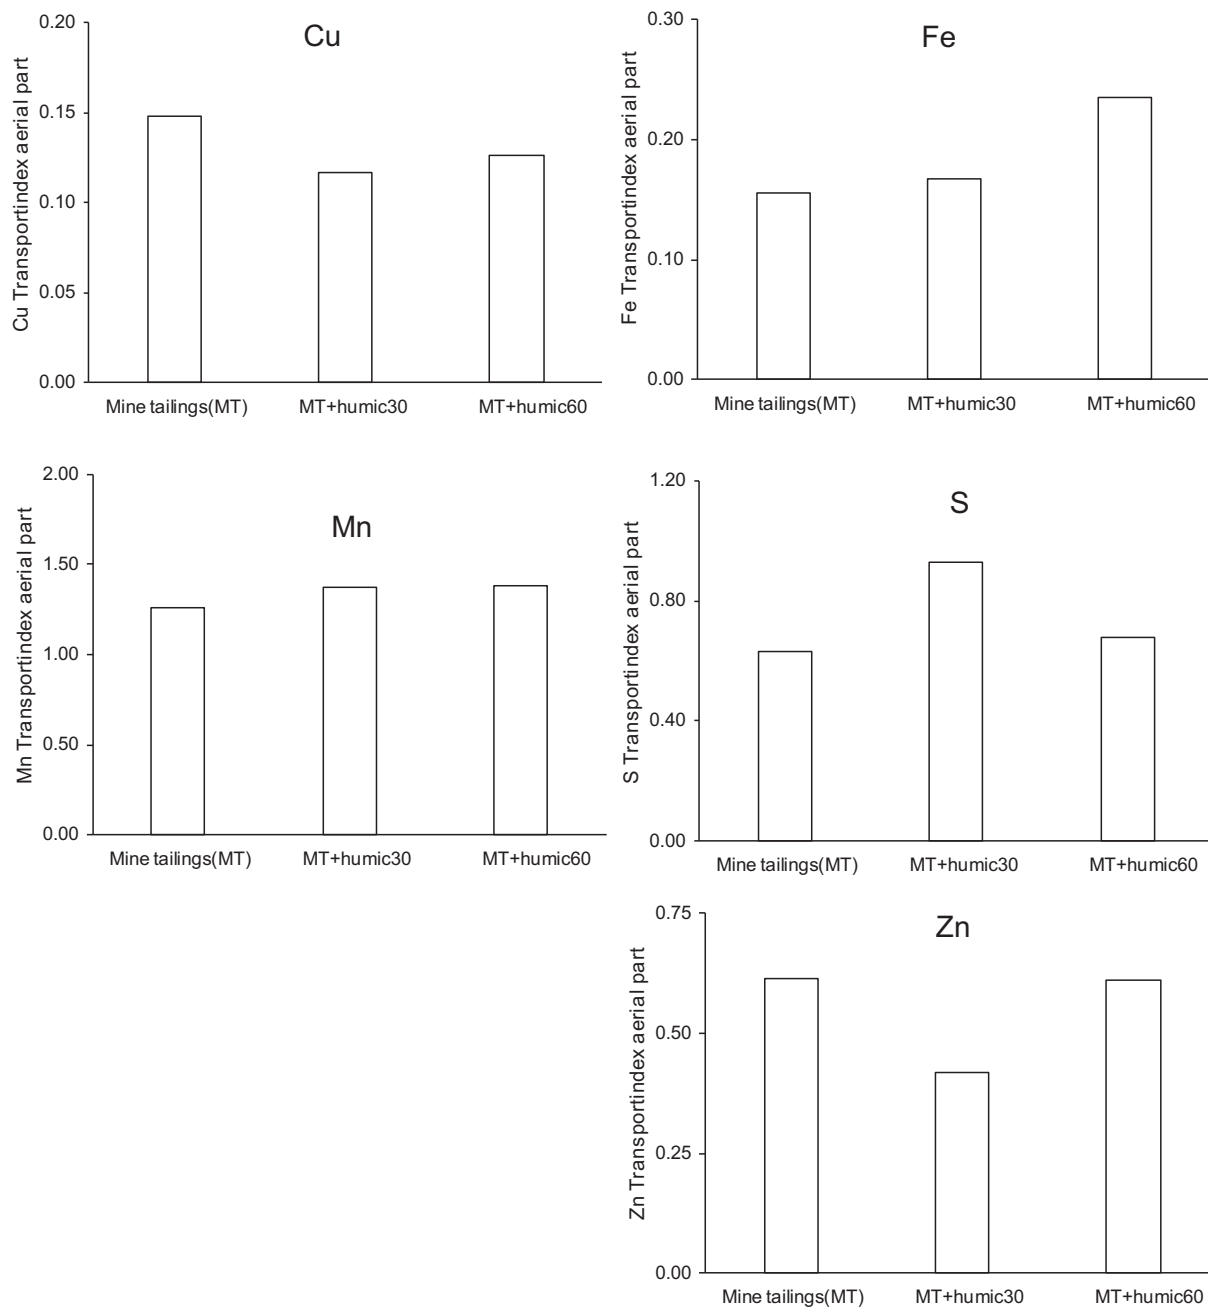 Cu
Cu Transportindex aerial part
0.20
0.15
0.10
0.05
0.00
Mine tailings(MT)
MT+humic30
MT+humic60
Fe
Fe Transportindex aerial part
0.30
0.20
0.10
0.00
Mine tailings(MT)
MT+humic30
MT+humic60
Mn
Mn Transportindex aerial part
2.00
1.50
1.00
0.50
0.00
Mine tailings(MT)
MT+humic30
MT+humic60
S
S Transportindex aerial part
1.20
0.80
0.40
0.00
Mine tailings(MT)
MT+humic30
MT+humic60
Zn
Zn Transportindex aerial part
0.75
0.50
0.25
0.00
Mine tailings(MT)
MT+humic30
MT+humic60